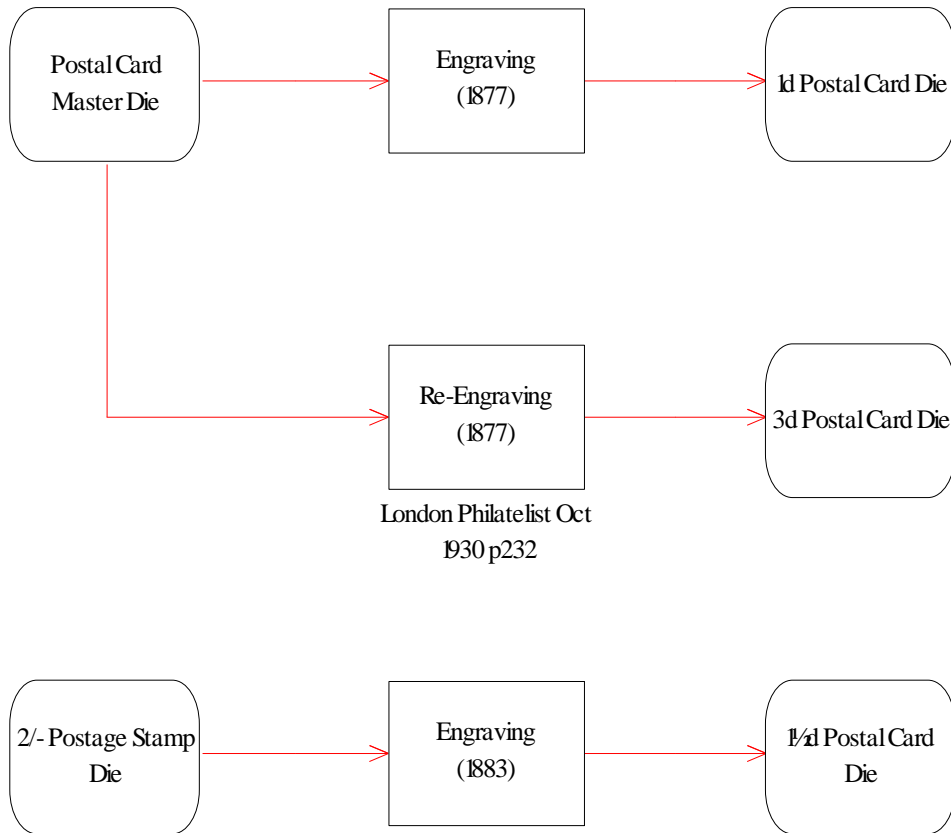 Postal Card
Master Die
Engraving
(1877)
1d Postal Card Die
Re-Engraving
(1877)
3d Postal Card Die
London Philatelist Oct
1930 p232
2/- Postage Stamp
Die
Engraving
(1883)
1½d Postal Card
Die